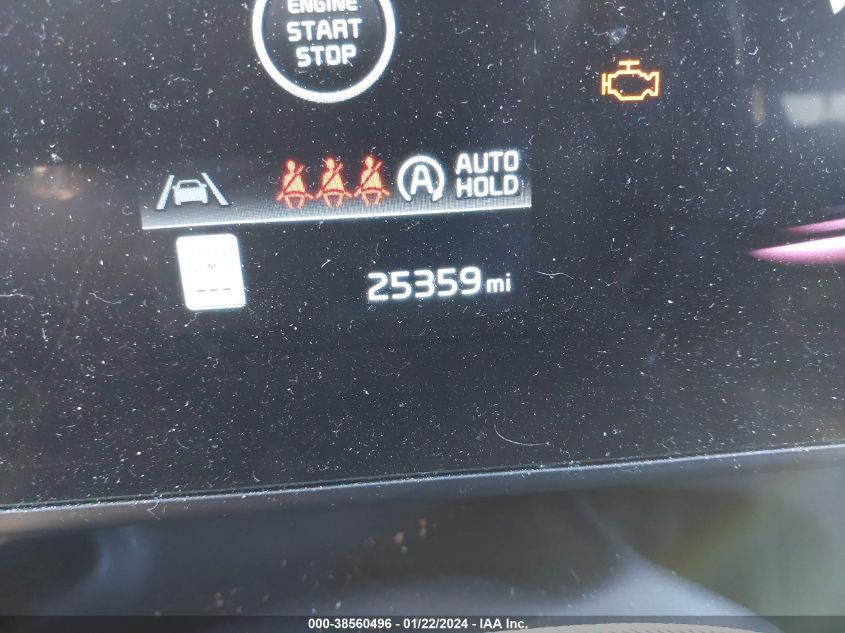 ENGINE
START
STOP
A
AUTO
HOLD
25359 mi
000-38560496 - 01/22/2024 - IAA Inc.